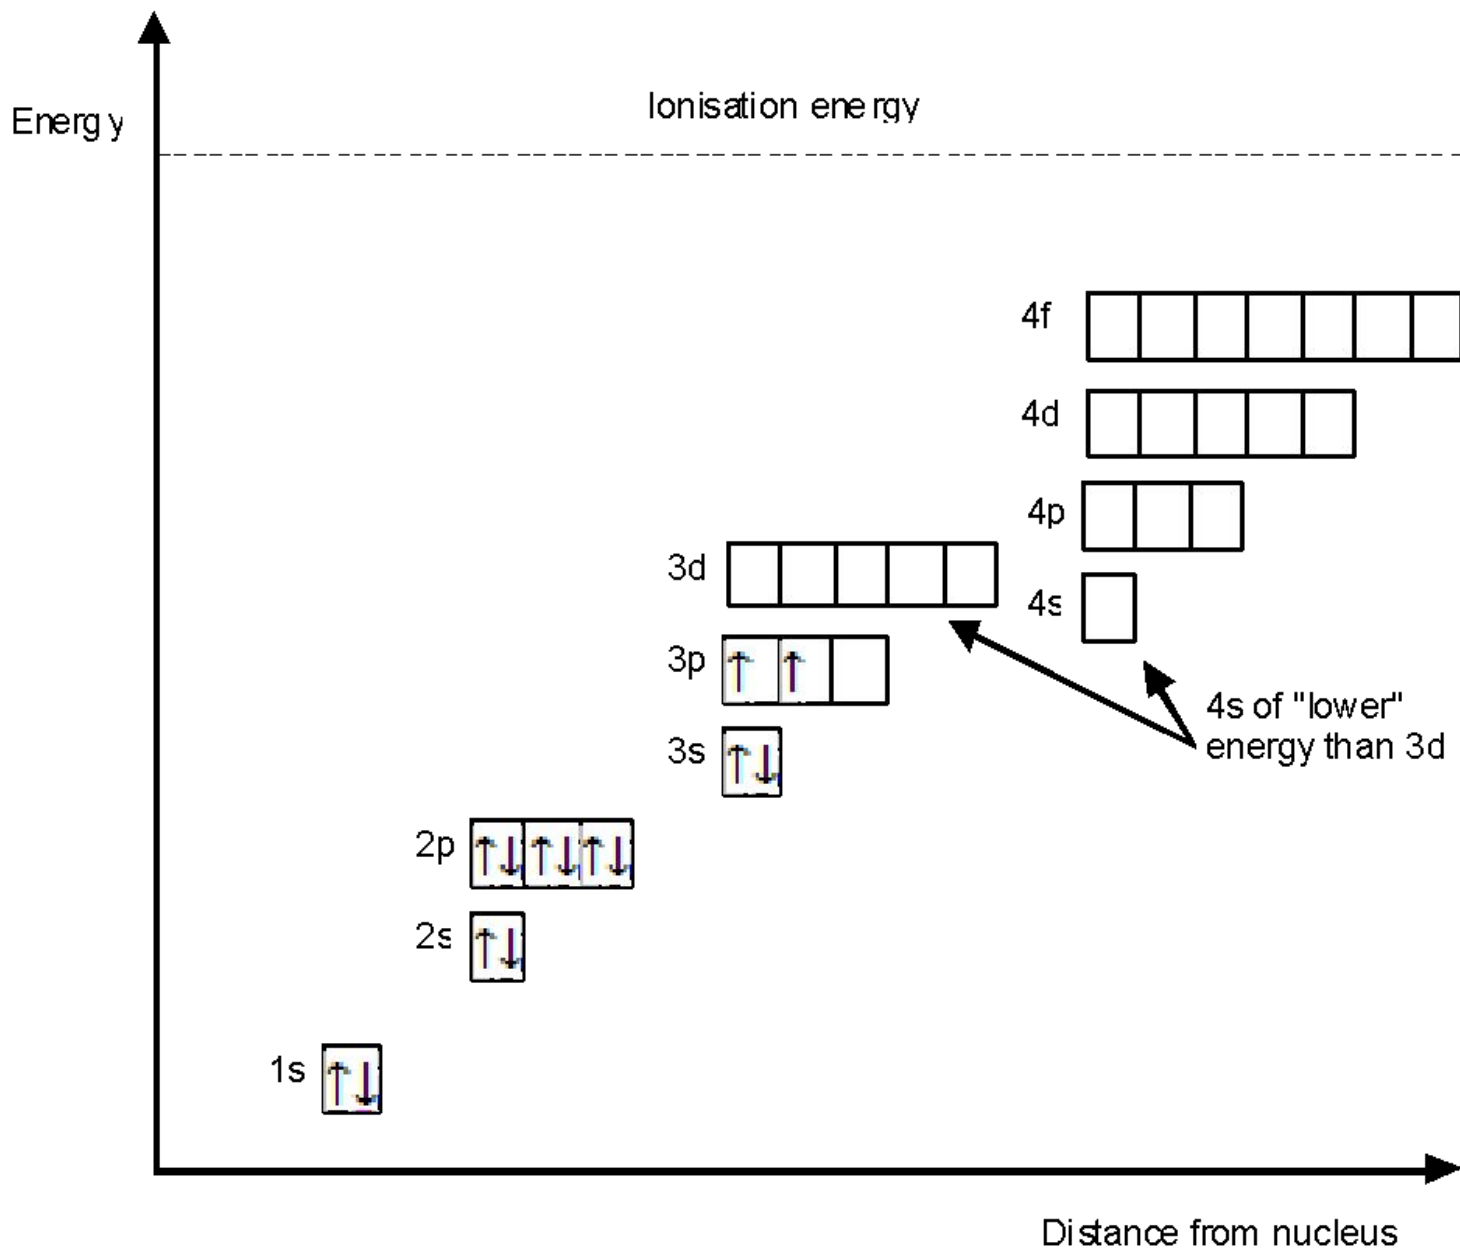 Energy
Ionisation energy
4f
4d
4p
3d
4s
3p
4s of "lower"
energy than 3d
3s
2p
2s
1s
Distance from nucleus